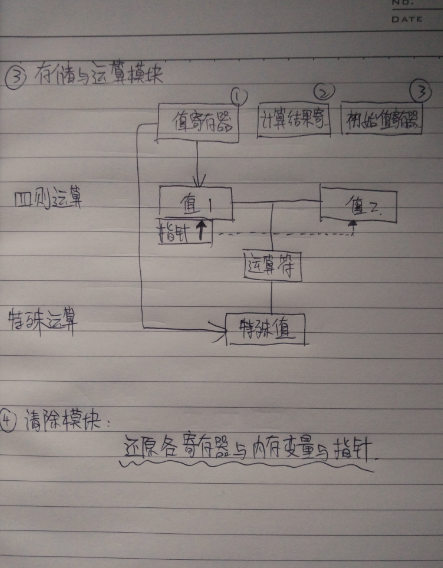 NO.
DATE
③ 存储与运算模块
① ② ③
值寄存器 计算结果寄 初始值寄存器
四则运算 值1 值2
指针
运算符
特殊运算 特殊值
④ 清除模块:
还原各寄存器与内存变量与指针.